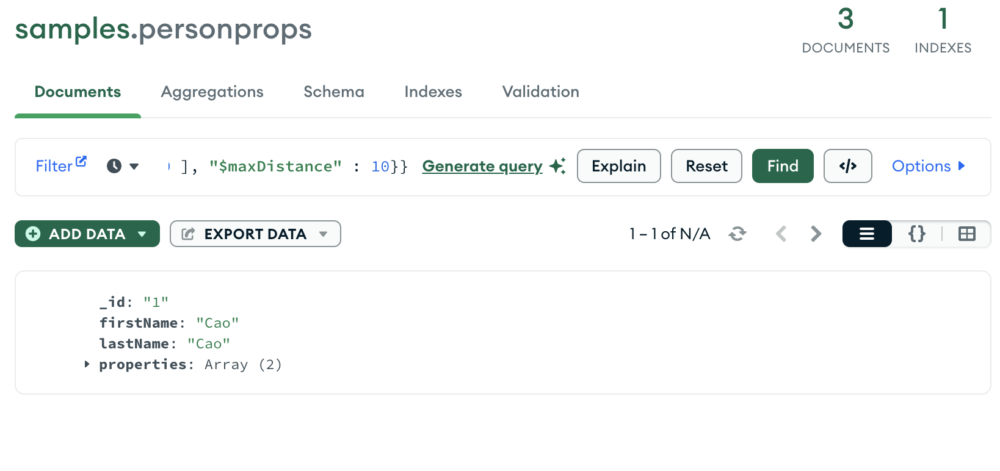 samples.personprops
3
DOCUMENTS
1
INDEXES
Documents Aggregations Schema Indexes Validation
Filter ], "$maxDistance" : 10}} Generate query Explain Reset Find </> Options
ADD DATA EXPORT DATA 1 – 1 of N/A {}
_id: "1"
firstName: "Cao"
lastName: "Cao"
properties: Array (2)